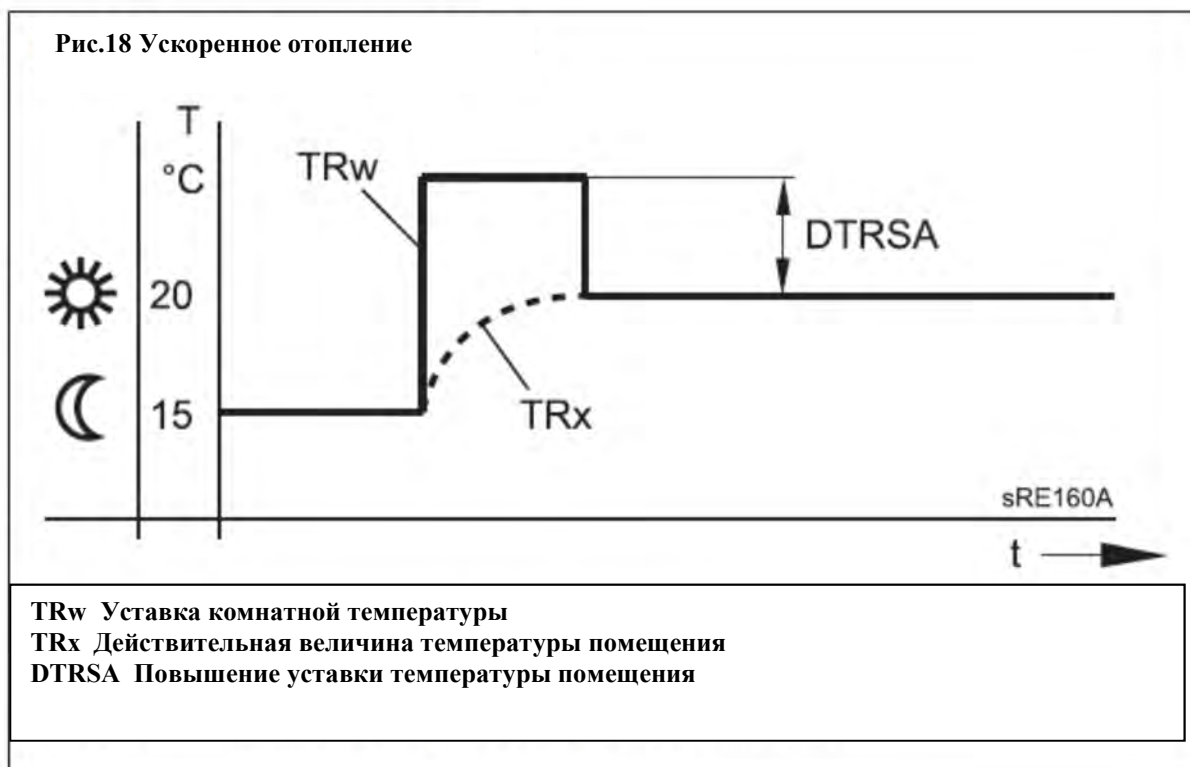 Рис.18 Ускоренное отопление
T
°C
TRw
DTRSA
20
TRx
15
sRE160A
t
TRw Уставка комнатной температуры
TRx Действительная величина температуры помещения
DTRSA Повышение уставки температуры помещения